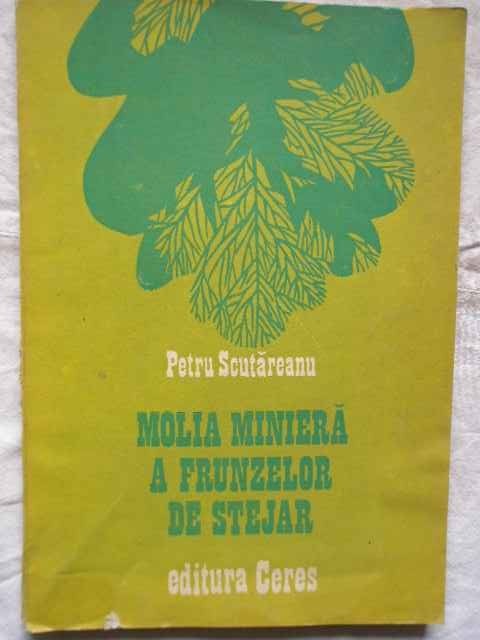 Petru Scutăreanu
MOLIA MINIERĂ
A FRUNZELOR
DE STEJAR
editura Ceres